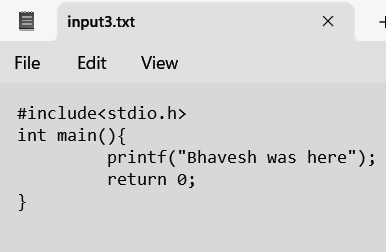 input3.txt
File Edit View
#include<stdio.h>
int main(){
        printf("Bhavesh was here");
        return 0;
}